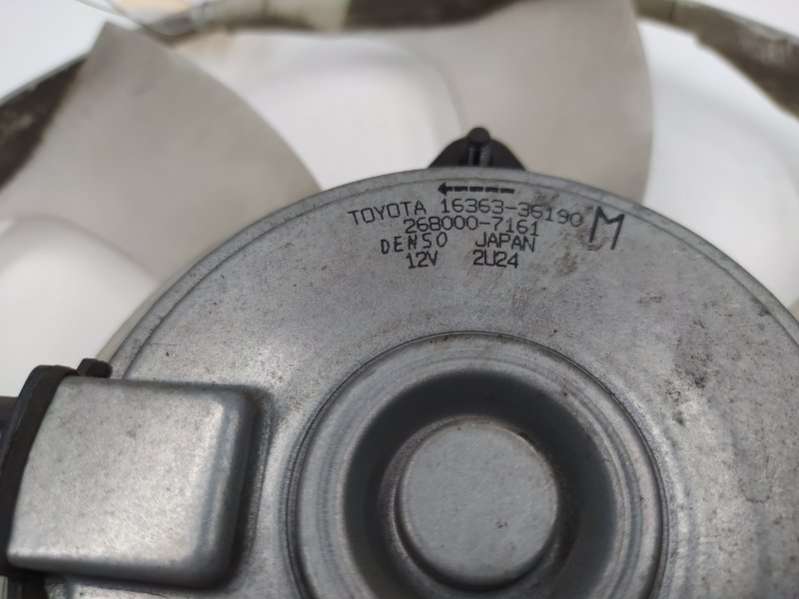 TOYOTA 16363-36190 M
268000-7161
DENSO JAPAN
12V 2U24